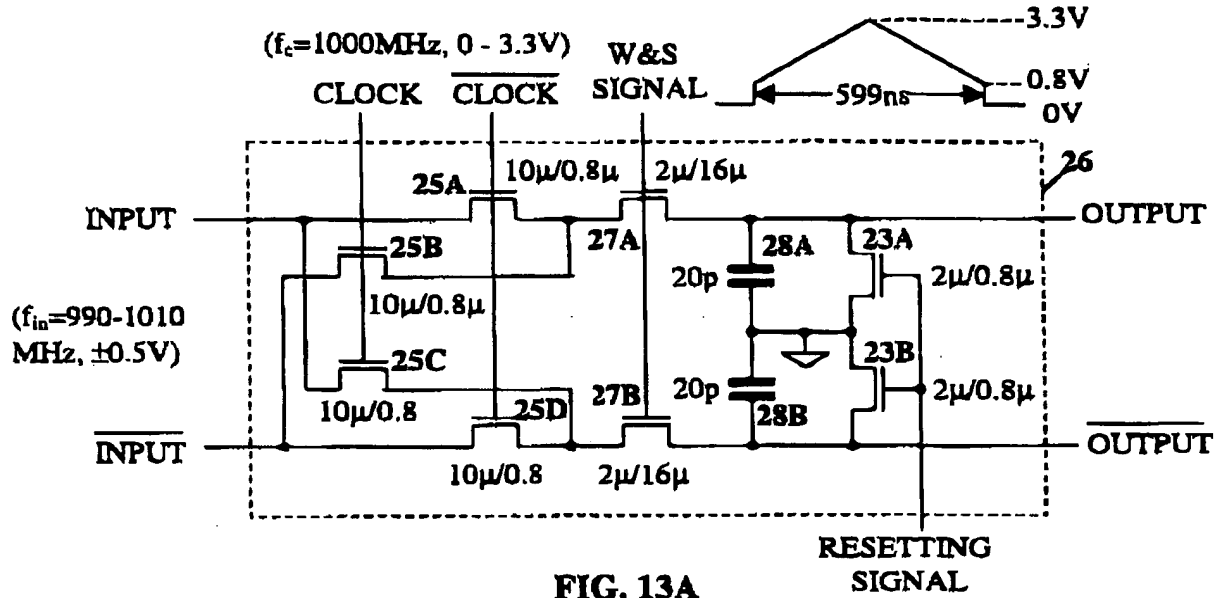 (fc=1000MHz, 0 - 3.3V)
CLOCK
CLOCK
W&S
SIGNAL
3.3V
599ns
0.8V
0V
26
INPUT
25A
10µ/0.8µ
2µ/16µ
27A
OUTPUT
25B
10µ/0.8µ
28A
20p
23A
2µ/0.8µ
(fin=990-1010
MHz, ±0.5V)
25C
10µ/0.8
25D
27B
20p
28B
23B
2µ/0.8µ
INPUT
10µ/0.8
2µ/16µ
OUTPUT
RESETTING
SIGNAL
FIG. 13A